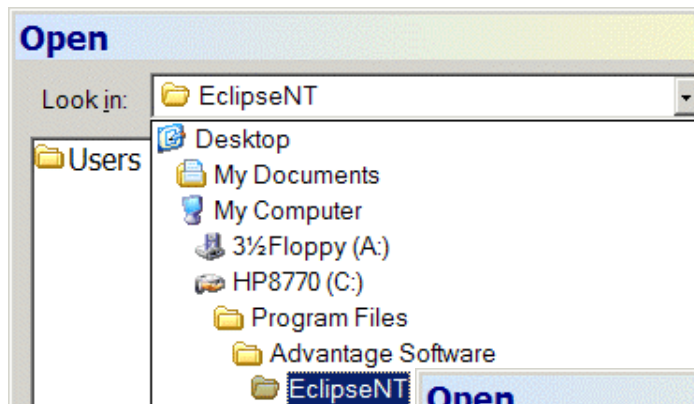 Open
Look in: EclipseNT
Users
Desktop
My Documents
My Computer
3½Floppy (A:)
HP8770 (C:)
Program Files
Advantage Software
EclipseNT
Open